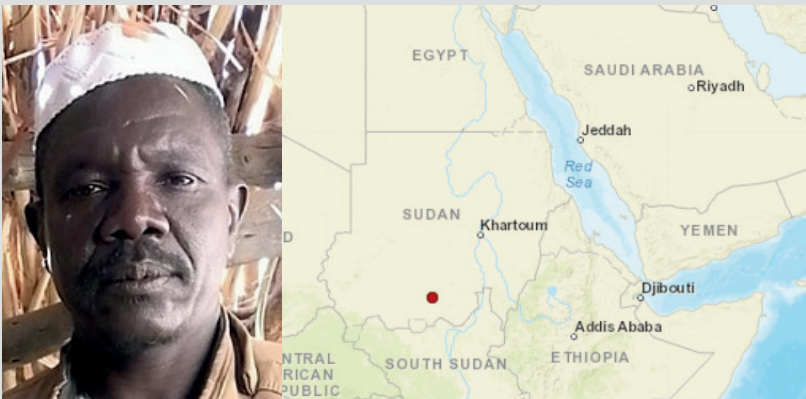 EGYPT
SAUDI ARABIA
Riyadh
Jeddah
Red
Sea
SUDAN
Khartoum
D
YEMEN
Djibouti
Addis Ababa
NTRAL
RICAN
PUBLIC
SOUTH SUDAN
ETHIOPIA